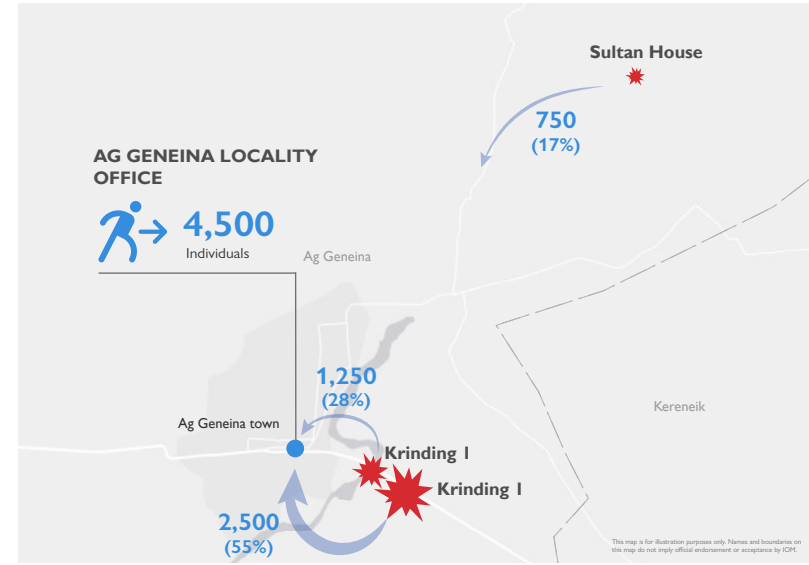 Sultan House
750
(17%)
AG GENEINA LOCALITY
OFFICE
4,500
Individuals
Ag Geneina
1,250
(28%)
Kereneik
Ag Geneina town
Krinding 1
Krinding 1
2,500
(55%)
This map is for illustration purposes only. Names and boundaries on
this map do not imply official endorsement or acceptance by IOM.